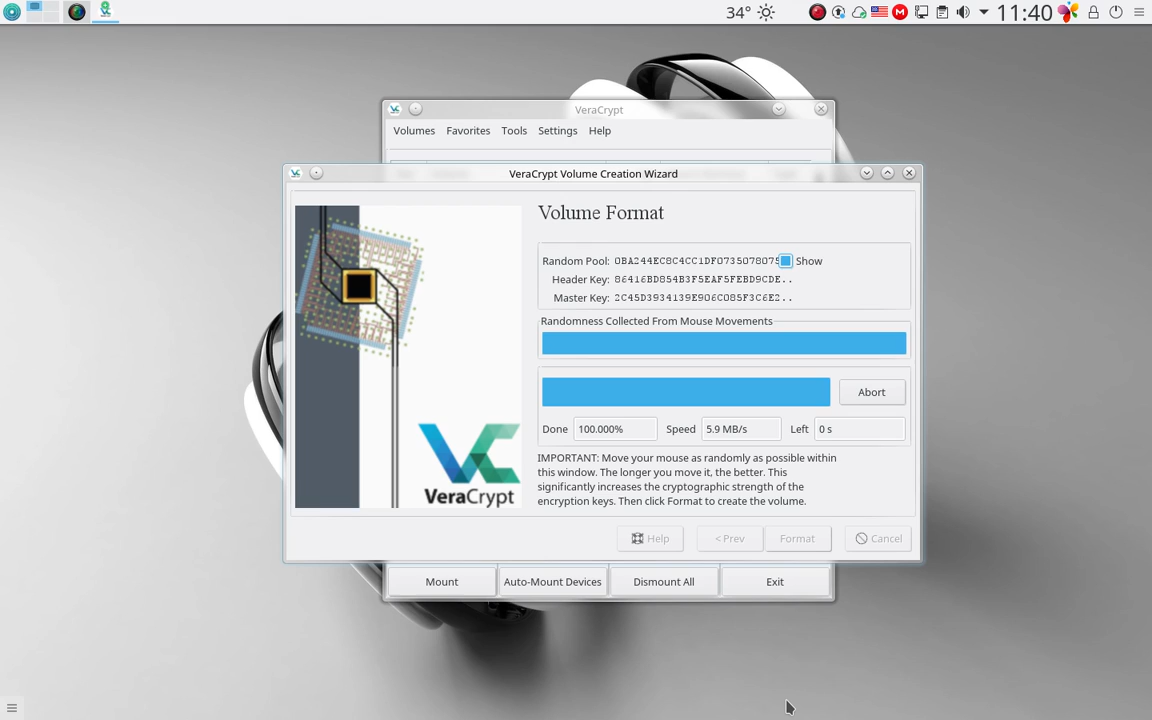 34°
11:40
VeraCrypt
Volumes Favorites Tools Settings Help
VeraCrypt Volume Creation Wizard
Volume Format
Random Pool: 0BA244EC8C4CC1DF0735078075 Show
Header Key: 86416BD854B3F5EAF5FEBD9CDE..
Master Key: 2C45D3934139E906C085F3C6E2..
Randomness Collected From Mouse Movements
Abort
Done 100.000% Speed 5.9 MB/s Left 0 s
IMPORTANT: Move your mouse as randomly as possible within
this window. The longer you move it, the better. This
significantly increases the cryptographic strength of the
encryption keys. Then click Format to create the volume.
VeraCrypt
Help < Prev Format Cancel
Mount Auto-Mount Devices Dismount All Exit